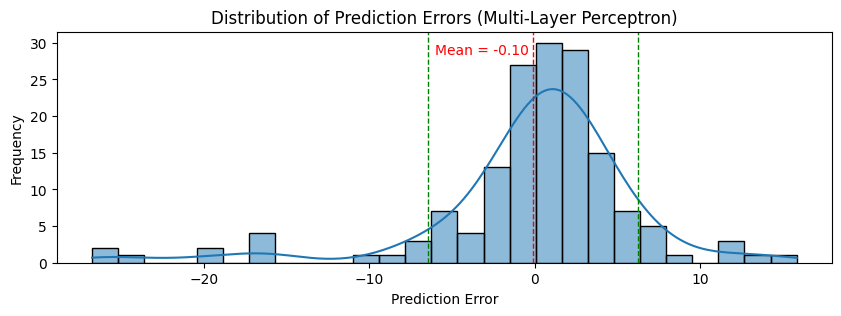 Distribution of Prediction Errors (Multi-Layer Perceptron)
Mean = -0.10
Frequency
30
25
20
15
10
5
0
−20
−10
0
10
Prediction Error